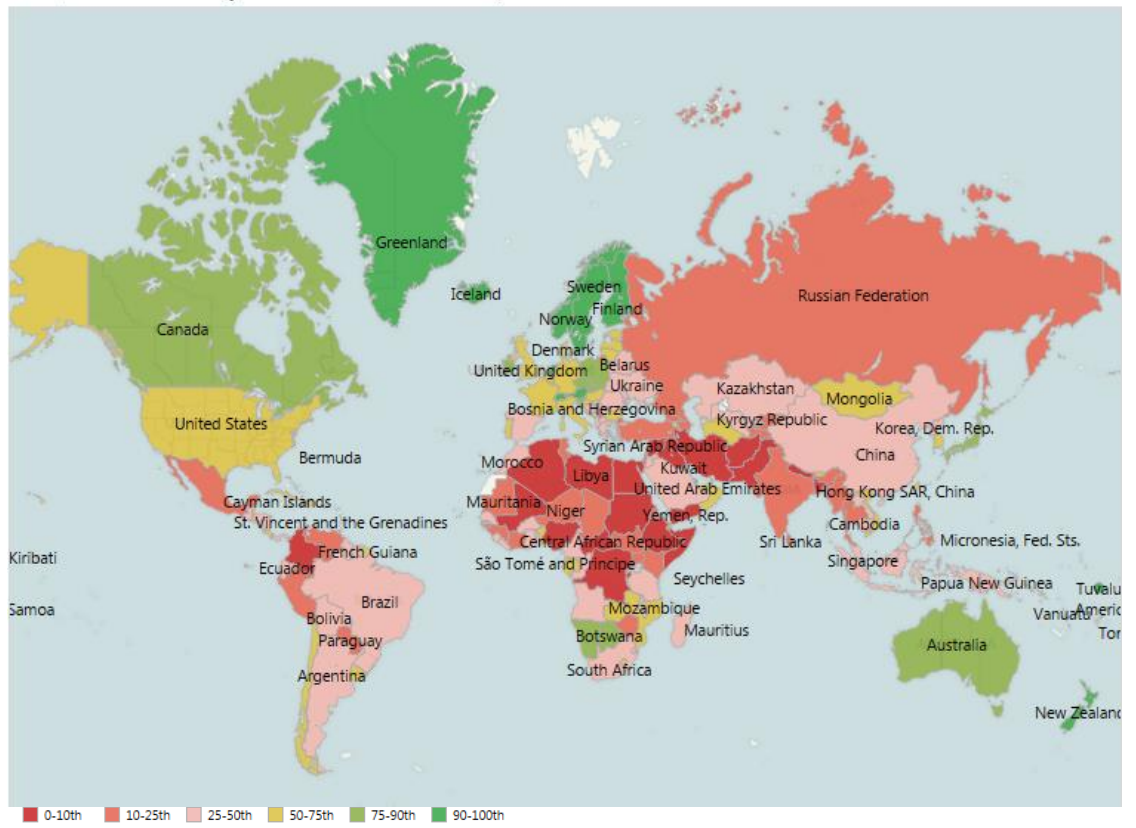 Greenland
Iceland
Sweden
Finland
Norway
Russian Federation
Canada
Denmark
Belarus
United Kingdom
Ukraine
Kazakhstan
Mongolia
Bosnia and Herzegovina
Kyrgyz Republic
United States
Korea, Dem. Rep.
Syrian Arab Republic
China
Bermuda
Morocco
Kuwait
Libya
United Arab Emirates
Hong Kong SAR, China
Cayman Islands
Mauritania
Niger
Yemen, Rep.
St. Vincent and the Grenadines
Cambodia
Central African Republic
Sri Lanka
Micronesia, Fed. Sts.
French Guiana
Kiribati
São Tomé and Principe
Singapore
Ecuador
Seychelles
Papua New Guinea
Tuvalu
Brazil
Samoa
Mozambique
Americ
Vanuatu
Bolivia
Mauritius
Tor
Paraguay
Botswana
Australia
Argentina
South Africa
New Zealand
0-10th 10-25th 25-50th 50-75th 75-90th 90-100th